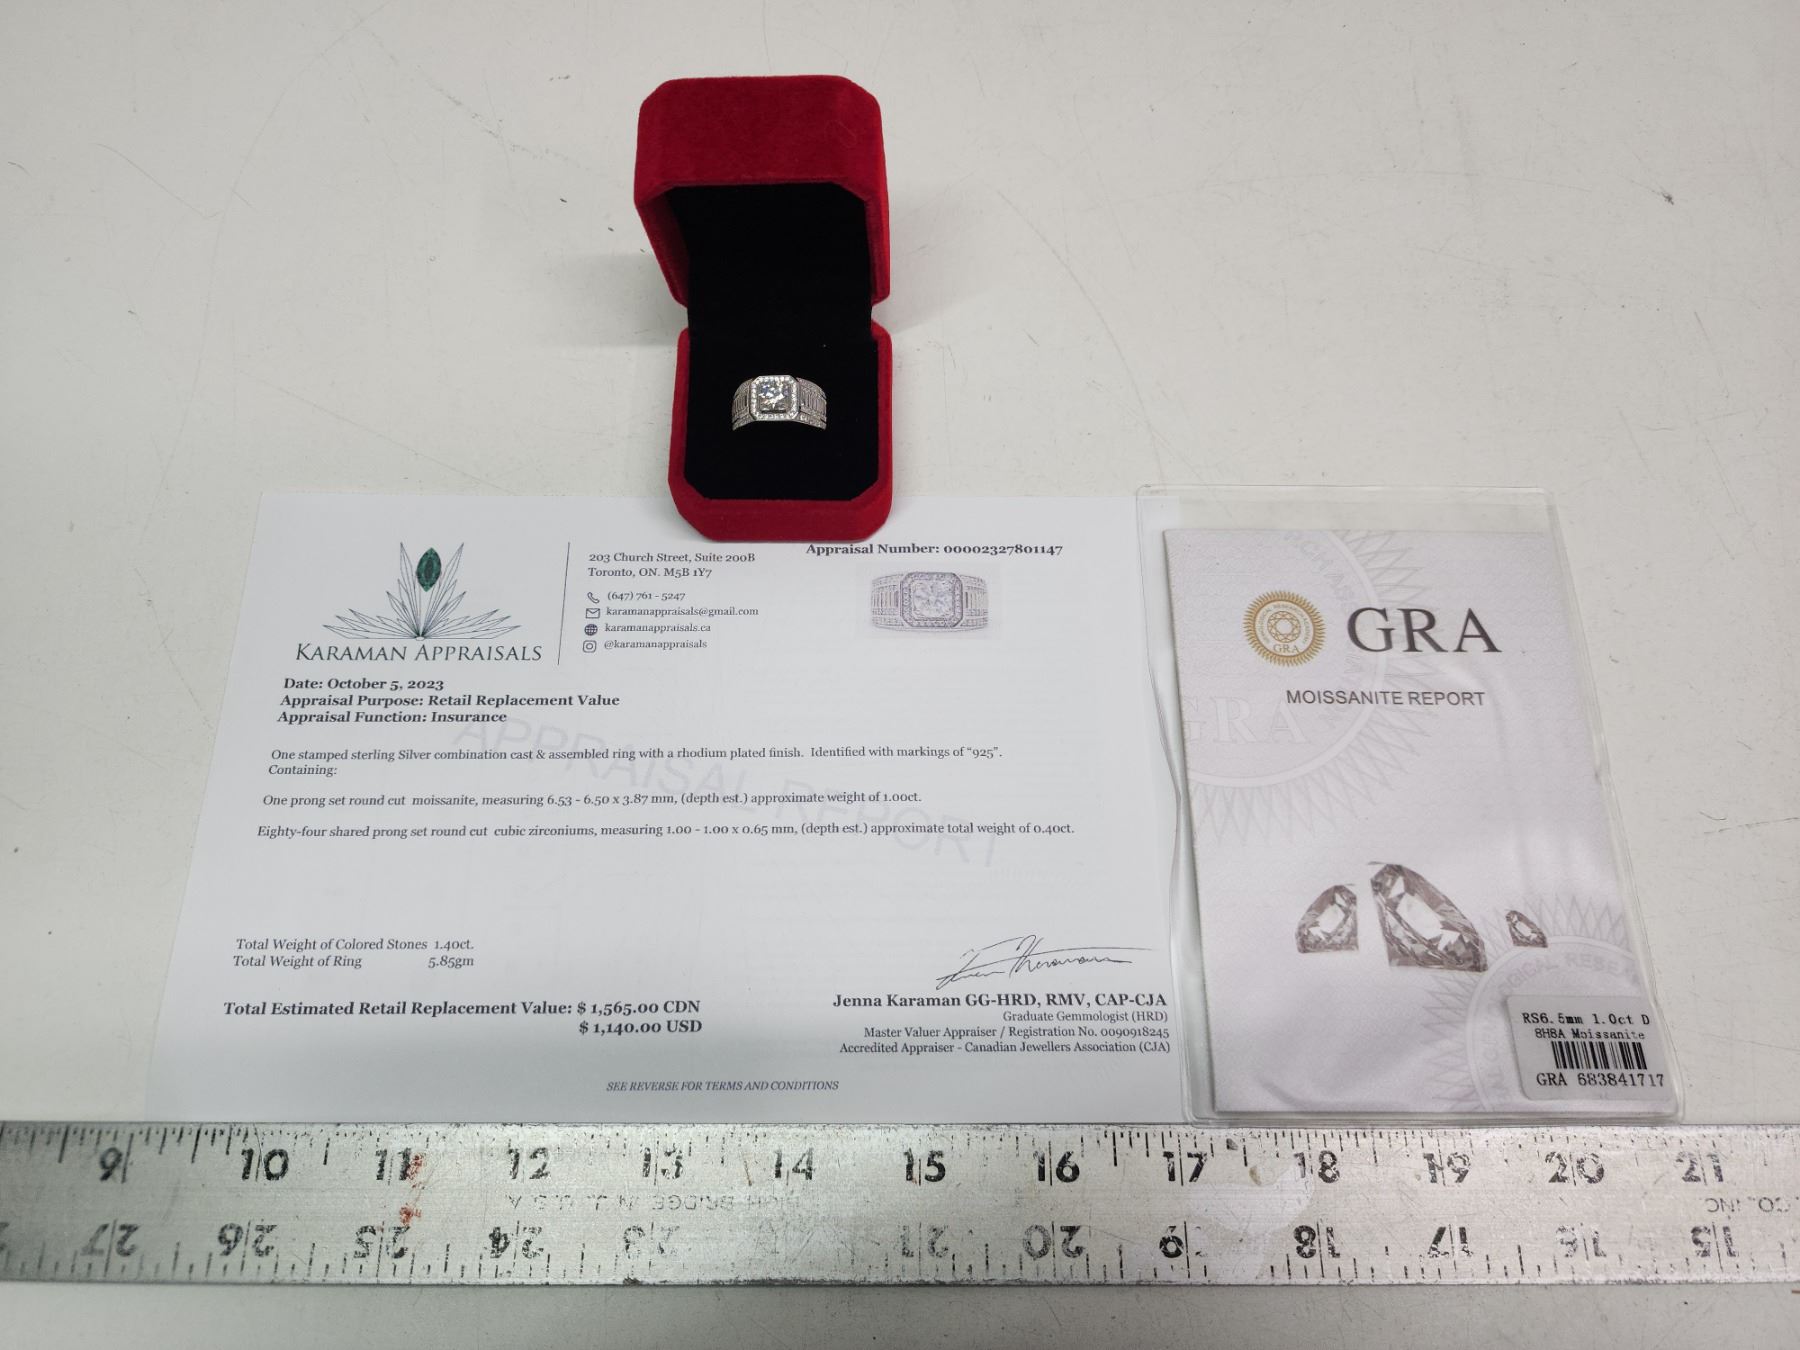 KARAMAN APPRAISALS
203 Church Street, Suite 200B
Toronto, ON. M5B 1Y7
(647) 761 - 5247
karamanappraisals@gmail.com
karamanappraisals.ca
@karamanappraisals
Appraisal Number: 00002327801147
Date: October 5, 2023
Appraisal Purpose: Retail Replacement Value
Appraisal Function: Insurance
APPRAISAL REPORT
One stamped sterling Silver combination cast & assembled ring with a rhodium plated finish. Identified with markings of "925".
Containing:
One prong set round cut moissanite, measuring 6.53 - 6.50 x 3.87 mm, (depth est.) approximate weight of 1.00ct.
Eighty-four shared prong set round cut cubic zirconiums, measuring 1.00 - 1.00 x 0.65 mm, (depth est.) approximate total weight of 0.40ct.
Total Weight of Colored Stones 1.40ct.
Total Weight of Ring 5.85gm
Total Estimated Retail Replacement Value: $ 1,565.00 CDN
$ 1,140.00 USD
Jenna Karaman GG-HRD, RMV, CAP-CJA
Graduate Gemmologist (HRD)
Master Valuer Appraiser / Registration No. 0090918245
Accredited Appraiser - Canadian Jewellers Association (CJA)
SEE REVERSE FOR TERMS AND CONDITIONS
GRA
GRA
MOISSANITE REPORT
GRA
RS6.5mm 1.0ct D
8H8A Moissanite
GRA 683841717
9 10 11 12 13 14 15 16 17 18 19 20 21
27 26 25 24 23 21 20 19 18 17 16 15